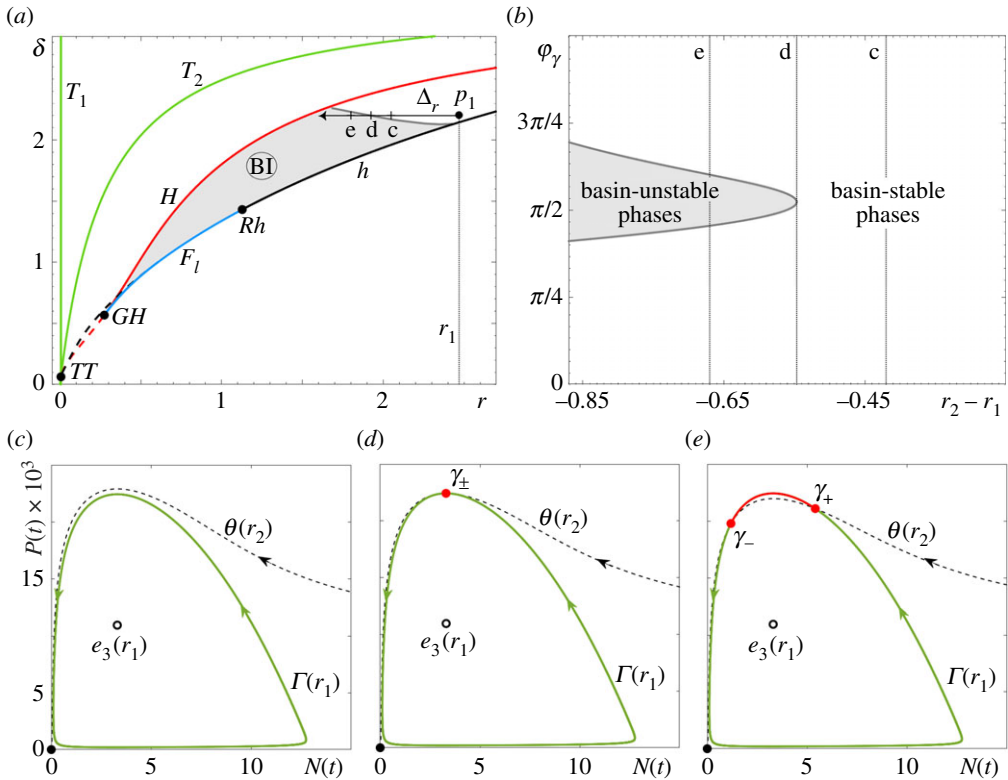 (a)
δ
T₁
T₂
Δᵣ
p₁
e
d
c
2
BI
H
h
Rh
Fₗ
1
GH
r₁
TT
0
0
1
2
r
(b)
φᵧ
e
d
c
3π/4
basin-unstable
phases
basin-stable
phases
π/2
π/4
0
−0.85
−0.65
−0.45
r₂ − r₁
(c)
P(t) × 10³
θ(r₂)
15
e₃(r₁)
Γ(r₁)
5
0
0
5
10
N(t)
(d)
γ±
θ(r₂)
e₃(r₁)
Γ(r₁)
0
5
10
N(t)
(e)
γ₊
γ₋
θ(r₂)
e₃(r₁)
Γ(r₁)
0
5
10
N(t)